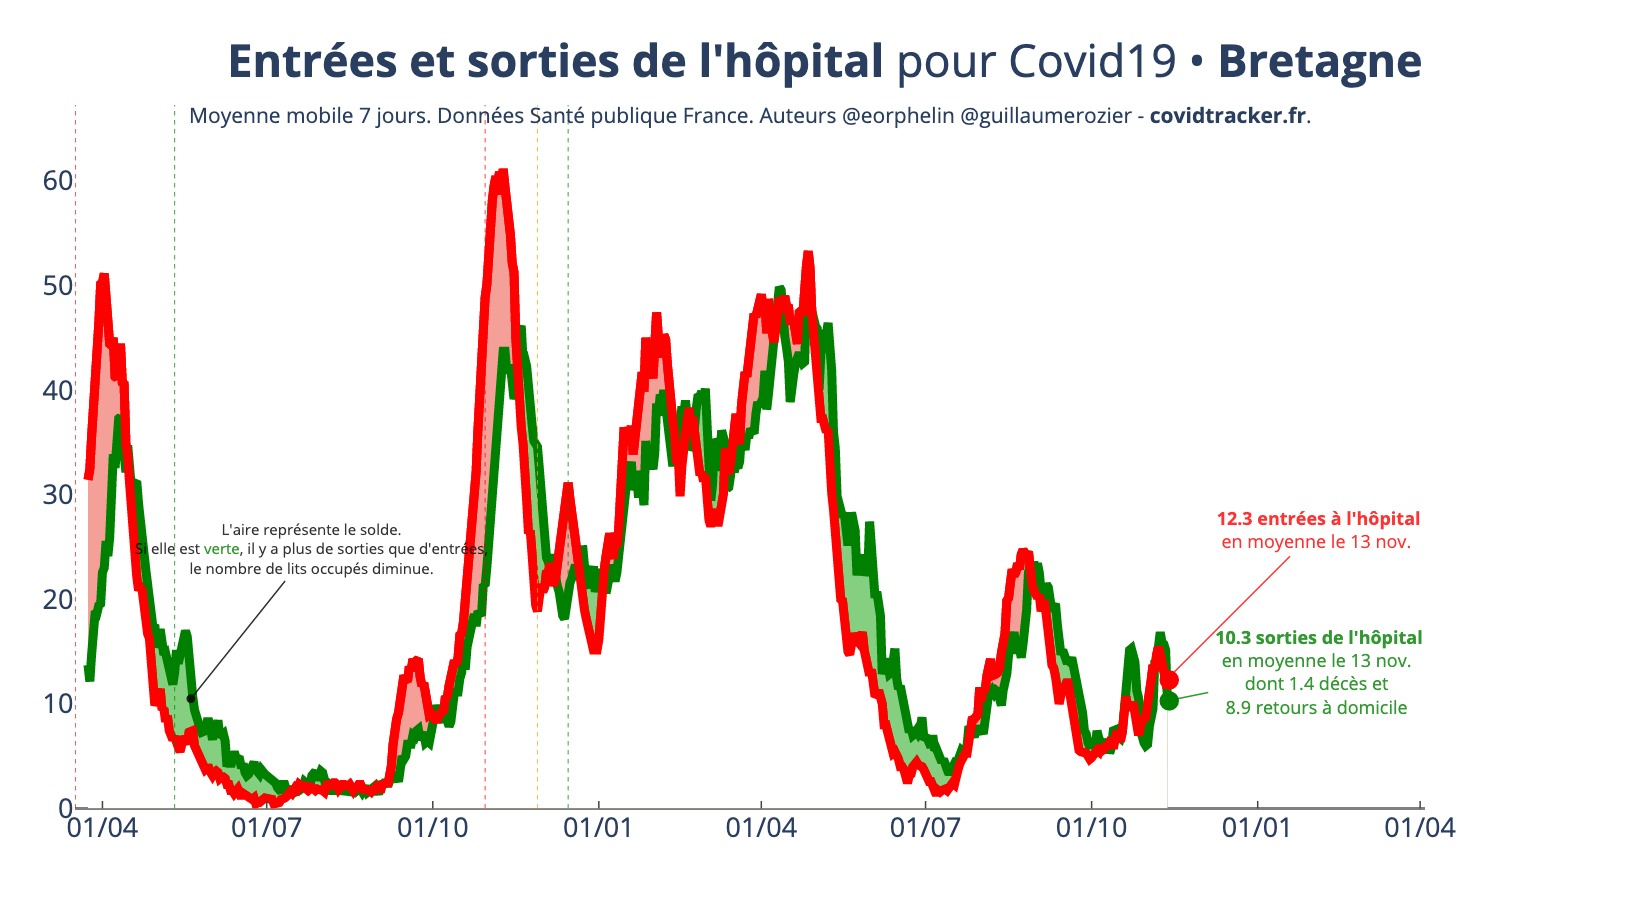 Entrées et sorties de l'hôpital pour Covid19 • Bretagne
Moyenne mobile 7 jours. Données Santé publique France. Auteurs @eorphelin @guillaumerozier - covidtracker.fr.
60
50
40
30
20
10
0
L'aire représente le solde.
Si elle est verte, il y a plus de sorties que d'entrées,
le nombre de lits occupés diminue.
12.3 entrées à l'hôpital
en moyenne le 13 nov.
10.3 sorties de l'hôpital
en moyenne le 13 nov.
dont 1.4 décès et
8.9 retours à domicile
01/04 01/07 01/10 01/01 01/04 01/07 01/10 01/01 01/04